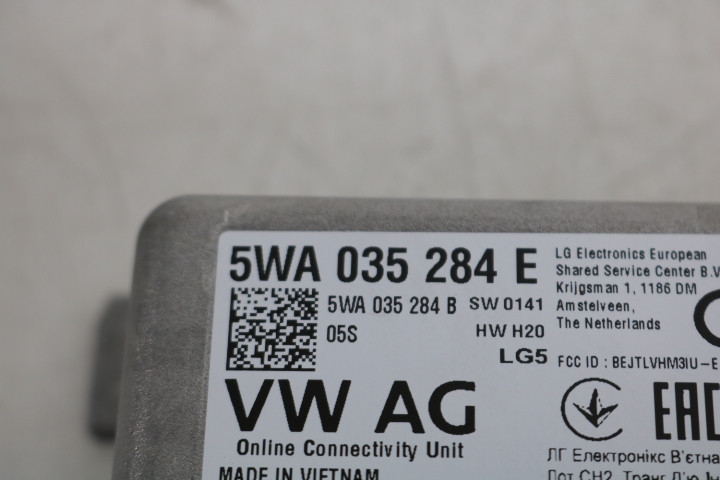 5WA 035 284 E
5WA 035 284 B SW 0141
05S HW H20
LG5
VW AG
Online Connectivity Unit
MADE IN VIETNAM
LG Electronics European
Shared Service Center B.V
Krijgsman 1, 1186 DM
Amstelveen,
The Netherlands
FCC ID : BEJTLVHM3IU-E
EAC
ЛГ Електронікс В'єтна